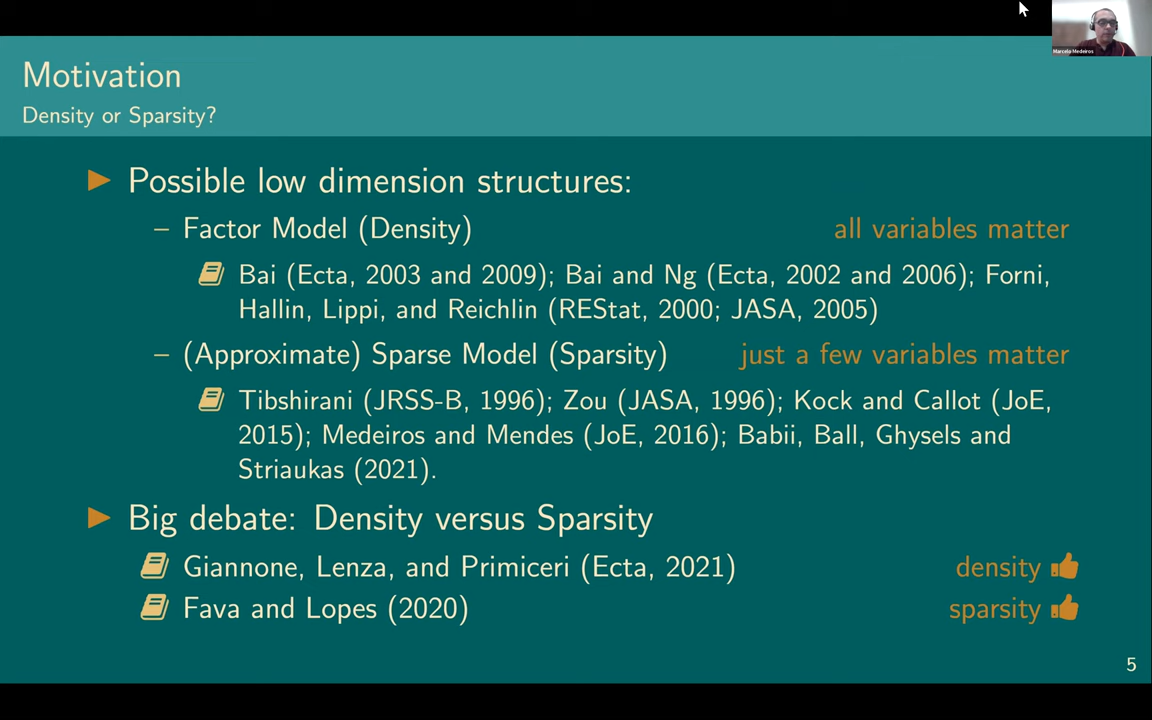 Marcelo Medeiros
Motivation
Density or Sparsity?
Possible low dimension structures:
– Factor Model (Density) all variables matter
Bai (Ecta, 2003 and 2009); Bai and Ng (Ecta, 2002 and 2006); Forni,
Hallin, Lippi, and Reichlin (REStat, 2000; JASA, 2005)
– (Approximate) Sparse Model (Sparsity) just a few variables matter
Tibshirani (JRSS-B, 1996); Zou (JASA, 1996); Kock and Callot (JoE,
2015); Medeiros and Mendes (JoE, 2016); Babii, Ball, Ghysels and
Striaukas (2021).
Big debate: Density versus Sparsity
Giannone, Lenza, and Primiceri (Ecta, 2021) density
Fava and Lopes (2020) sparsity
5